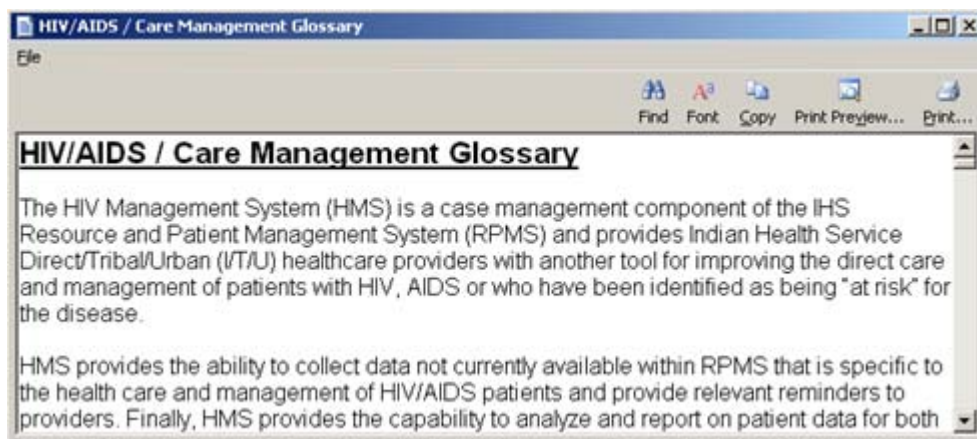 HIV/AIDS / Care Management Glossary
File
Find Font Copy Print Preview... Print...
HIV/AIDS / Care Management Glossary
The HIV Management System (HMS) is a case management component of the IHS
Resource and Patient Management System (RPMS) and provides Indian Health Service
Direct/Tribal/Urban (I/T/U) healthcare providers with another tool for improving the direct care
and management of patients with HIV, AIDS or who have been identified as being "at risk" for
the disease.
HMS provides the ability to collect data not currently available within RPMS that is specific to
the health care and management of HIV/AIDS patients and provide relevant reminders to
providers. Finally, HMS provides the capability to analyze and report on patient data for both